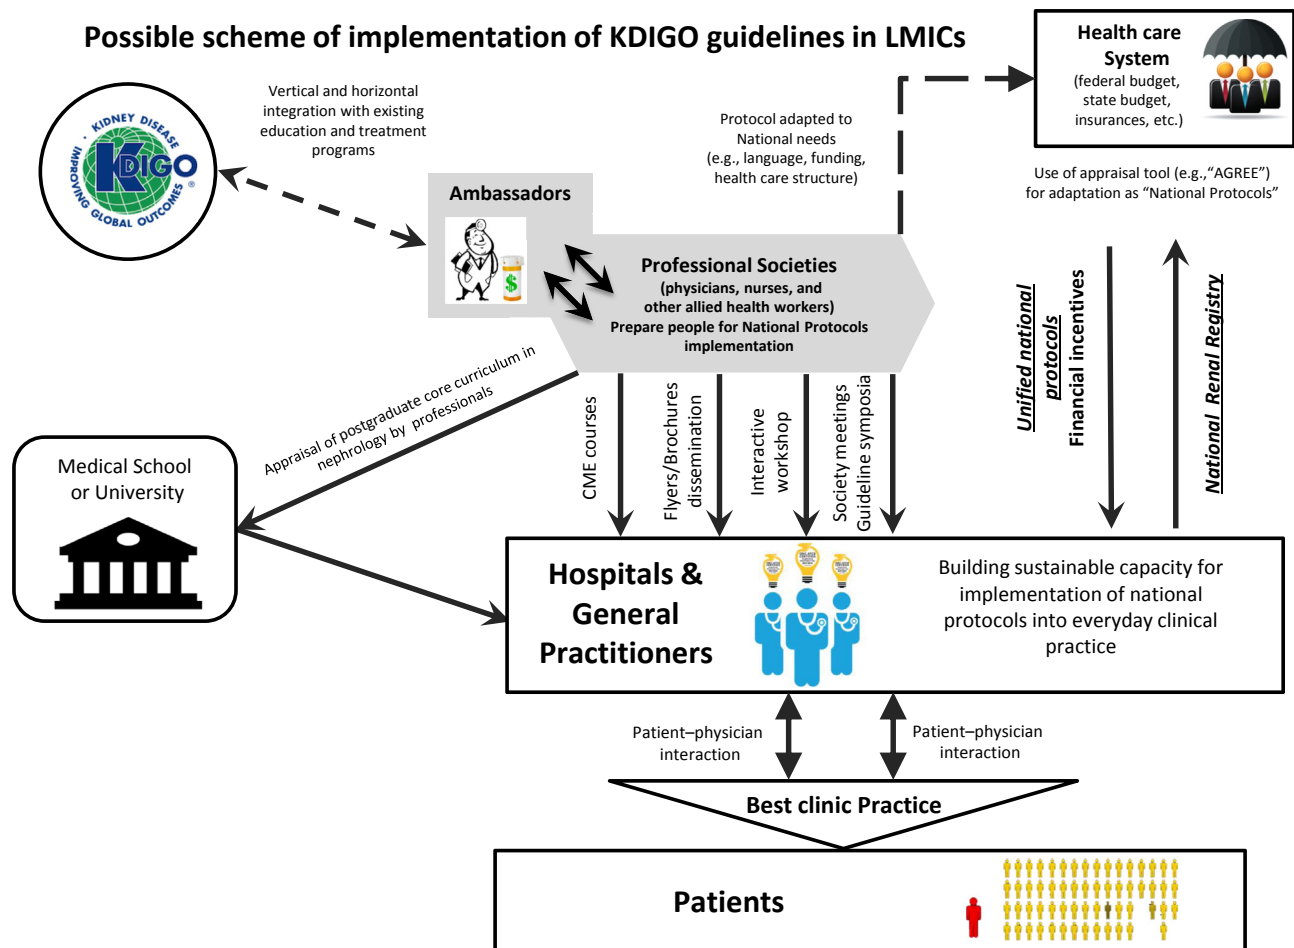 Possible scheme of implementation of KDIGO guidelines in LMICs
Health care
System
(federal budget,
state budget,
insurances, etc.)
KIDNEY DISEASE
IMPROVING GLOBAL OUTCOMES
KDIGO
®
Vertical and horizontal
integration with existing
education and treatment
programs
Protocol adapted to
National needs
(e.g., language, funding,
health care structure)
Use of appraisal tool (e.g.,“AGREE”)
for adaptation as “National Protocols”
Ambassadors
$
Professional Societies
(physicians, nurses, and
other allied health workers)
Prepare people for National Protocols
implementation
Unified national
protocols
Financial incentives
National Renal Registry
Appraisal of postgraduate core curriculum in
nephrology by professionals
CME courses
Flyers/Brochures
dissemination
Interactive
workshop
Society meetings
Guideline symposia
Medical School
or University
Hospitals &
General
Practitioners
Building sustainable capacity for
implementation of national
protocols into everyday clinical
practice
Patient–physician
interaction
Patient–physician
interaction
Best clinic Practice
Patients